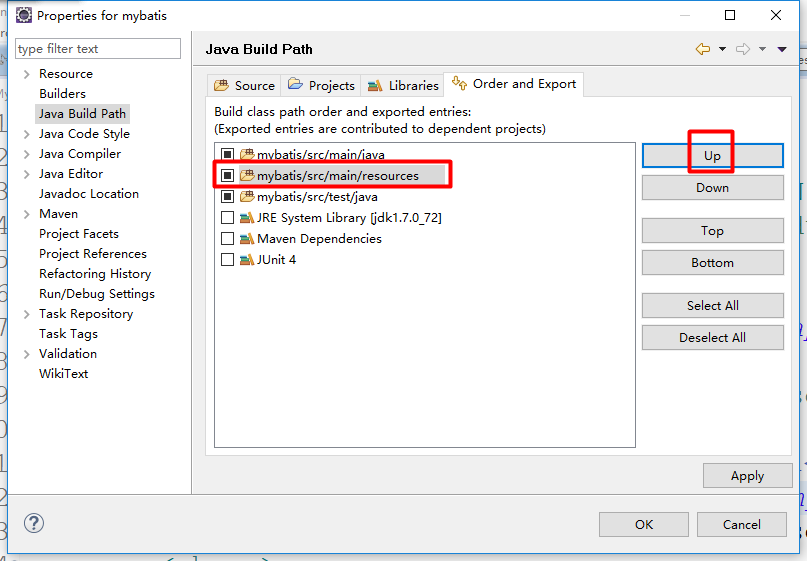 Properties for mybatis
type filter text
Java Build Path
Resource
Builders
Java Build Path
Java Code Style
Java Compiler
Java Editor
Javadoc Location
Maven
Project Facets
Project References
Refactoring History
Run/Debug Settings
Task Repository
Task Tags
Validation
WikiText
Source
Projects
Libraries
Order and Export
Build class path order and exported entries:
(Exported entries are contributed to dependent projects)
mybatis/src/main/java
mybatis/src/main/resources
mybatis/src/test/java
JRE System Library [jdk1.7.0_72]
Maven Dependencies
JUnit 4
Up
Down
Top
Bottom
Select All
Deselect All
Apply
OK
Cancel